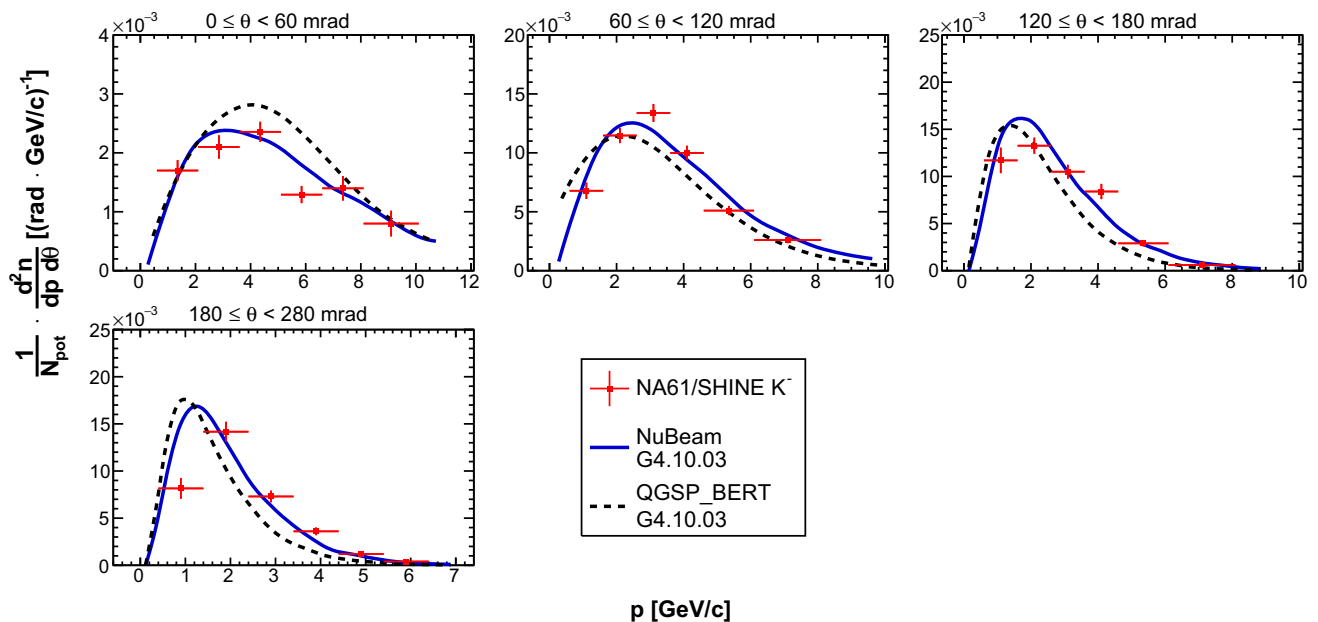 ×10⁻³ 0 ≤ θ < 60 mrad
4
3
2
1
0
0 2 4 6 8 10 12
×10⁻³ 60 ≤ θ < 120 mrad
20
15
10
5
0
0 2 4 6 8 10
×10⁻³ 120 ≤ θ < 180 mrad
25
20
15
10
5
0
0 2 4 6 8 10
1/N_pot · d²n/dp dθ [(rad · GeV/c)⁻¹]
×10⁻³ 180 ≤ θ < 280 mrad
25
20
15
10
5
0
0 1 2 3 4 5 6 7
NA61/SHINE K⁻
NuBeam
G4.10.03
QGSP_BERT
G4.10.03
p [GeV/c]